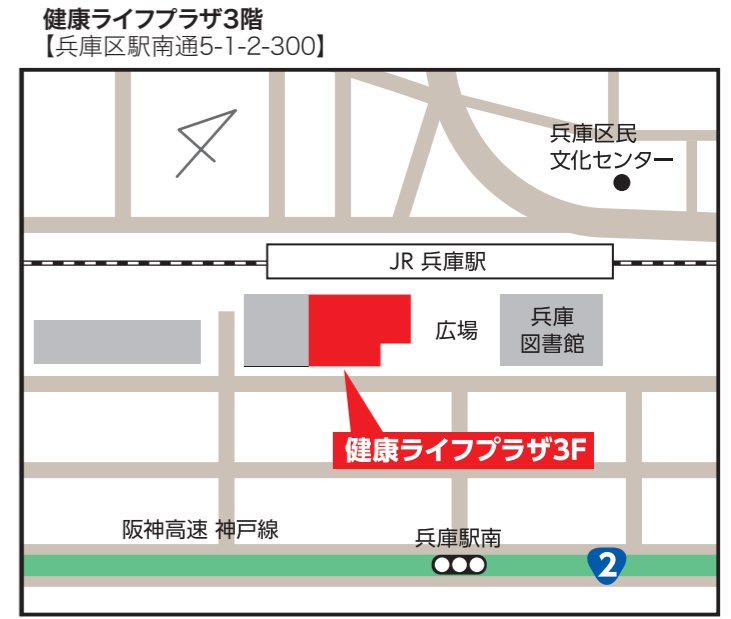 健康ライフプラザ3階
【兵庫区駅南通5-1-2-300】
兵庫区民
文化センター
JR 兵庫駅
広場
兵庫
図書館
健康ライフプラザ3F
阪神高速 神戸線
兵庫駅南
2